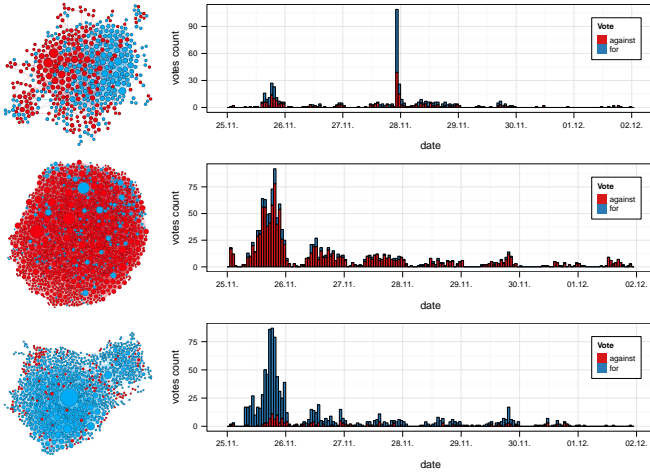 votes count
90
60
30
0
25.11.
26.11.
27.11.
28.11.
29.11.
30.11.
01.12.
02.12.
date
Vote
against
for
votes count
75
50
25
0
25.11.
26.11.
27.11.
28.11.
29.11.
30.11.
01.12.
02.12.
date
Vote
against
for
votes count
75
50
25
0
25.11.
26.11.
27.11.
28.11.
29.11.
30.11.
01.12.
02.12.
date
Vote
against
for